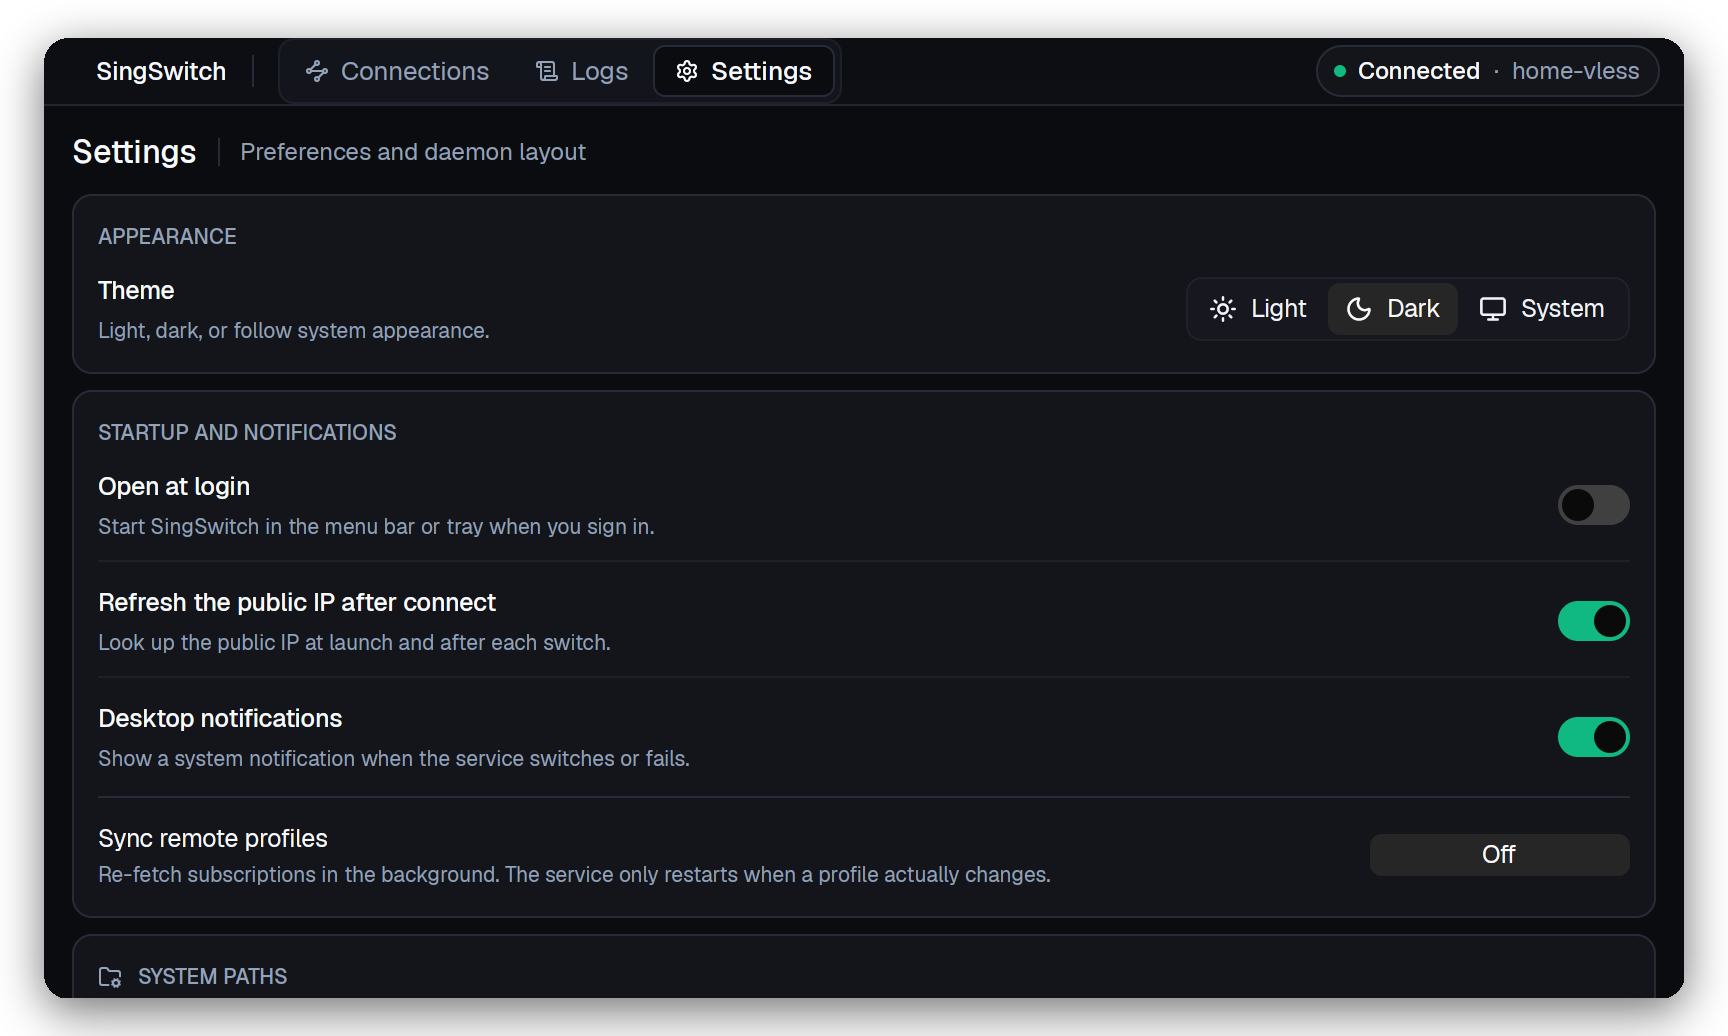 SingSwitch
Connections
Logs
Settings
Connected · home-vless
Settings
Preferences and daemon layout
APPEARANCE
Theme
Light, dark, or follow system appearance.
Light
Dark
System
STARTUP AND NOTIFICATIONS
Open at login
Start SingSwitch in the menu bar or tray when you sign in.
Refresh the public IP after connect
Look up the public IP at launch and after each switch.
Desktop notifications
Show a system notification when the service switches or fails.
Sync remote profiles
Re-fetch subscriptions in the background. The service only restarts when a profile actually changes.
Off
SYSTEM PATHS